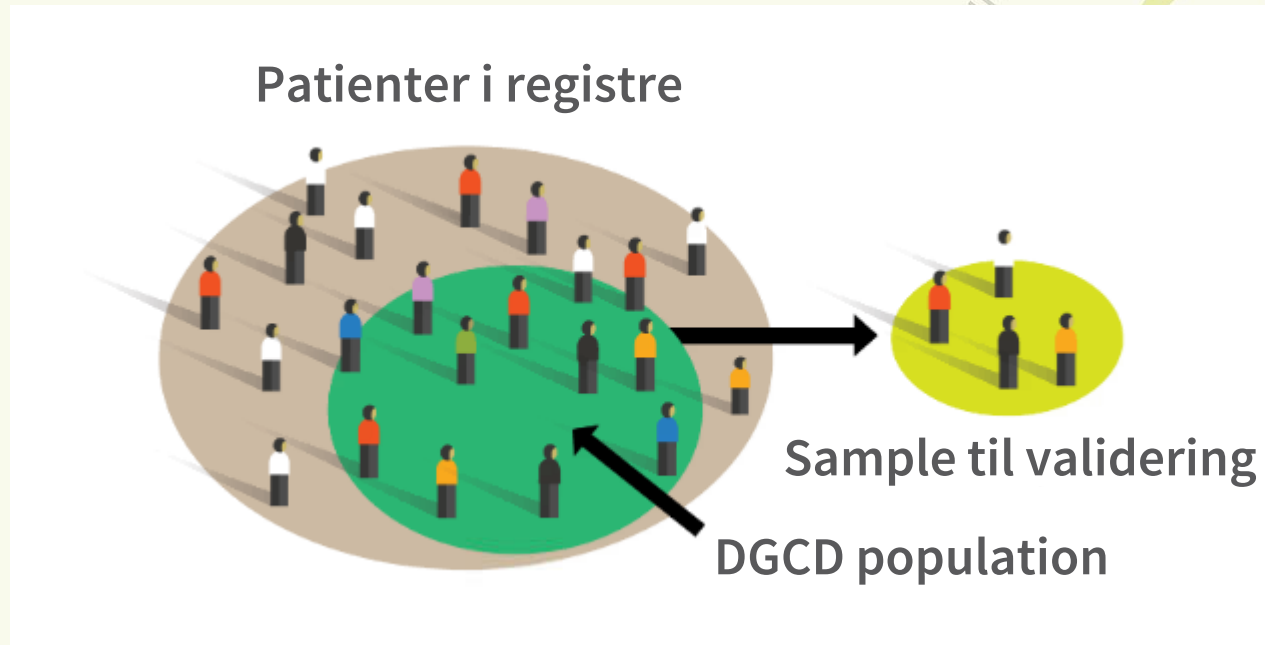 Patienter i registre
Sample til validering
DGCD population